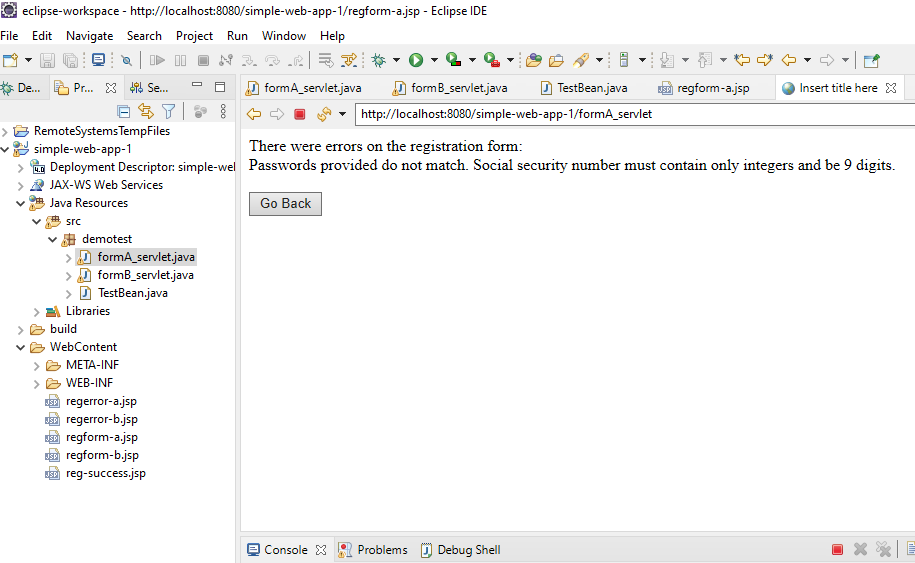 eclipse-workspace - http://localhost:8080/simple-web-app-1/regform-a.jsp - Eclipse IDE
File Edit Navigate Search Project Run Window Help
De... Pr... Se...
formA_servlet.java formB_servlet.java TestBean.java regform-a.jsp Insert title here
http://localhost:8080/simple-web-app-1/formA_servlet
RemoteSystemsTempFiles
simple-web-app-1
Deployment Descriptor: simple-wel
JAX-WS Web Services
Java Resources
src
demotest
formA_servlet.java
formB_servlet.java
TestBean.java
Libraries
build
WebContent
META-INF
WEB-INF
regerror-a.jsp
regerror-b.jsp
regform-a.jsp
regform-b.jsp
reg-success.jsp
There were errors on the registration form:
Passwords provided do not match. Social security number must contain only integers and be 9 digits.
Go Back
Console Problems Debug Shell